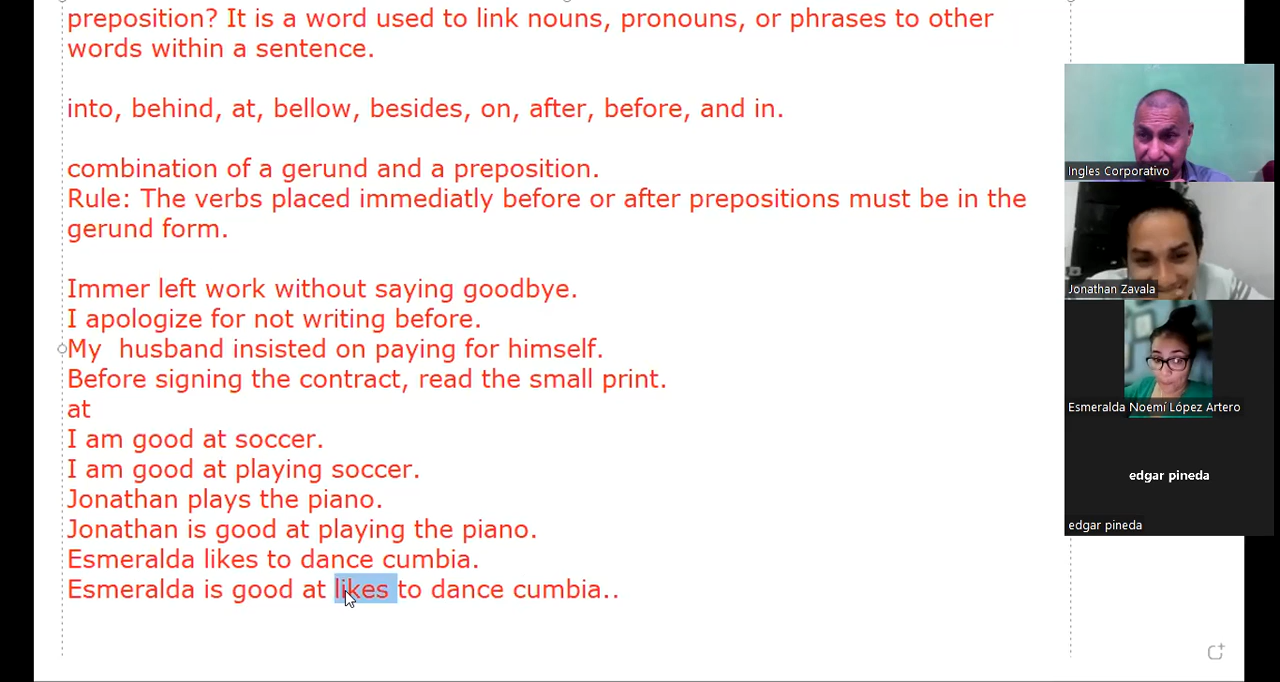 preposition? It is a word used to link nouns, pronouns, or phrases to other
words within a sentence.
into, behind, at, bellow, besides, on, after, before, and in.
combination of a gerund and a preposition.
Rule: The verbs placed immediatly before or after prepositions must be in the
gerund form.
Immer left work without saying goodbye.
I apologize for not writing before.
My  husband insisted on paying for himself.
Before signing the contract, read the small print.
at
I am good at soccer.
I am good at playing soccer.
Jonathan plays the piano.
Jonathan is good at playing the piano.
Esmeralda likes to dance cumbia.
Esmeralda is good at likes to dance cumbia..
Ingles Corporativo
Jonathan Zavala
Esmeralda Noemí López Artero
edgar pineda
edgar pineda